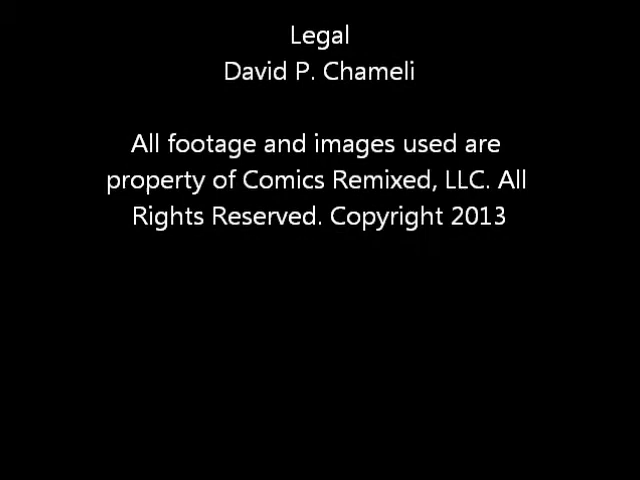 Legal
David P. Chameli
All footage and images used are
property of Comics Remixed, LLC. All
Rights Reserved. Copyright 2013